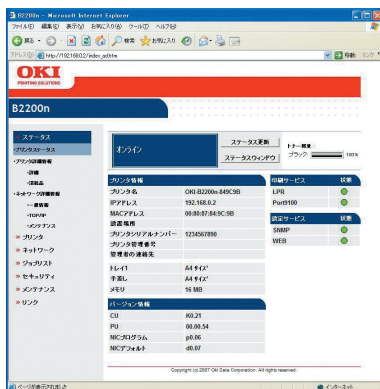 B2200n - Microsoft Internet Explorer
ファイル(F) 編集(E) 表示(V) お気に入り(A) ツール(T) ヘルプ(H)
戻る 検索 お気に入り
アドレス(D) http://192.168.0.2/index_ad.htm 移動 リンク
OKI
PRINTING SOLUTIONS
B2200n
ステータス
・プリンタステータス
・プリンタ詳細情報
・詳細
・消耗品
・ネットワーク詳細情報
・一般情報
・TCP/IP
・メンテナンス
» プリンタ
» ネットワーク
» ジョブリスト
» セキュリティ
» メンテナンス
» リンク
オンライン
ステータス更新
ステータスウィンドウ
トナー残量:
ブラック: 100%
プリンタ情報
プリンタ名 OKI-B2200n-849C9B
IPアドレス 192.168.0.2
MACアドレス 00:80:87:84:9C:9B
設置場所
プリンタシリアルナンバー 1234567890
プリンタ管理番号
管理者の連絡先
トレイ1 A4 サイズ
手差し A4 サイズ
メモリ 16 MB
バージョン情報
CU K0.21
PU 00.00.54
NICプログラム p0.06
NICデフォルト d0.07
印刷サービス 状態
LPR
Port9100
設定サービス 状態
SNMP
WEB
Copyright (c) 2007 Oki Data Corporation. All rights reserved.
ページが表示されました
インターネット